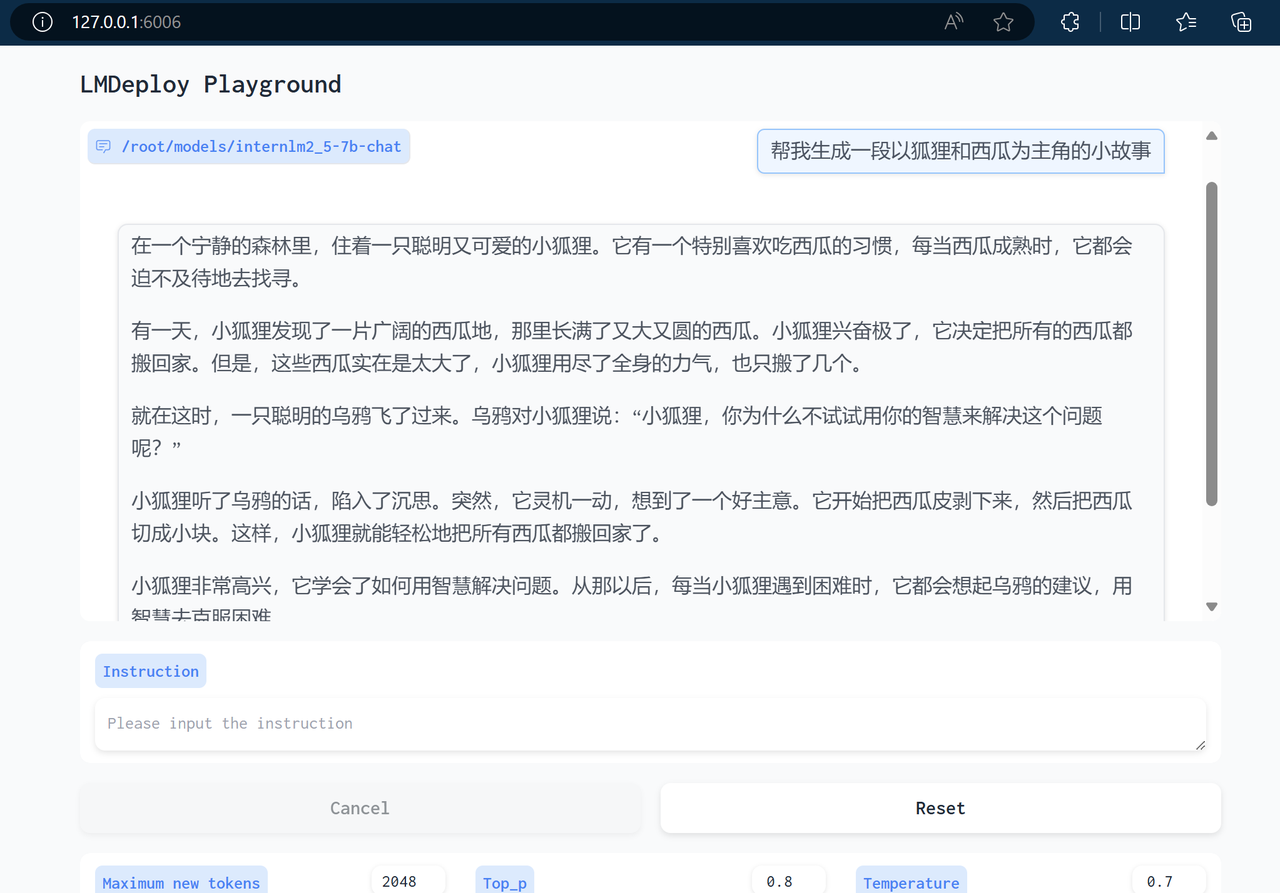 127.0.0.1:6006
LMDeploy Playground
/root/models/internlm2_5-7b-chat
帮我生成一段以狐狸和西瓜为主角的小故事
在一个宁静的森林里，住着一只聪明又可爱的小狐狸。它有一个特别喜欢吃西瓜的习惯，每当西瓜成熟时，它都会
迫不及待地去找寻。
有一天，小狐狸发现了一片广阔的西瓜地，那里长满了又大又圆的西瓜。小狐狸兴奋极了，它决定把所有的西瓜都
搬回家。但是，这些西瓜实在是太大了，小狐狸用尽了全身的力气，也只搬了几个。
就在这时，一只聪明的乌鸦飞了过来。乌鸦对小狐狸说：“小狐狸，你为什么不试试用你的智慧来解决这个问题
呢？”
小狐狸听了乌鸦的话，陷入了沉思。突然，它灵机一动，想到了一个好主意。它开始把西瓜皮剥下来，然后把西瓜
切成小块。这样，小狐狸就能轻松地把所有西瓜都搬回家了。
小狐狸非常高兴，它学会了如何用智慧解决问题。从那以后，每当小狐狸遇到困难时，它都会想起乌鸦的建议，用
智慧去克服困难
Instruction
Please input the instruction
Cancel
Reset
Maximum new tokens
2048
Top_p
0.8
Temperature
0.7